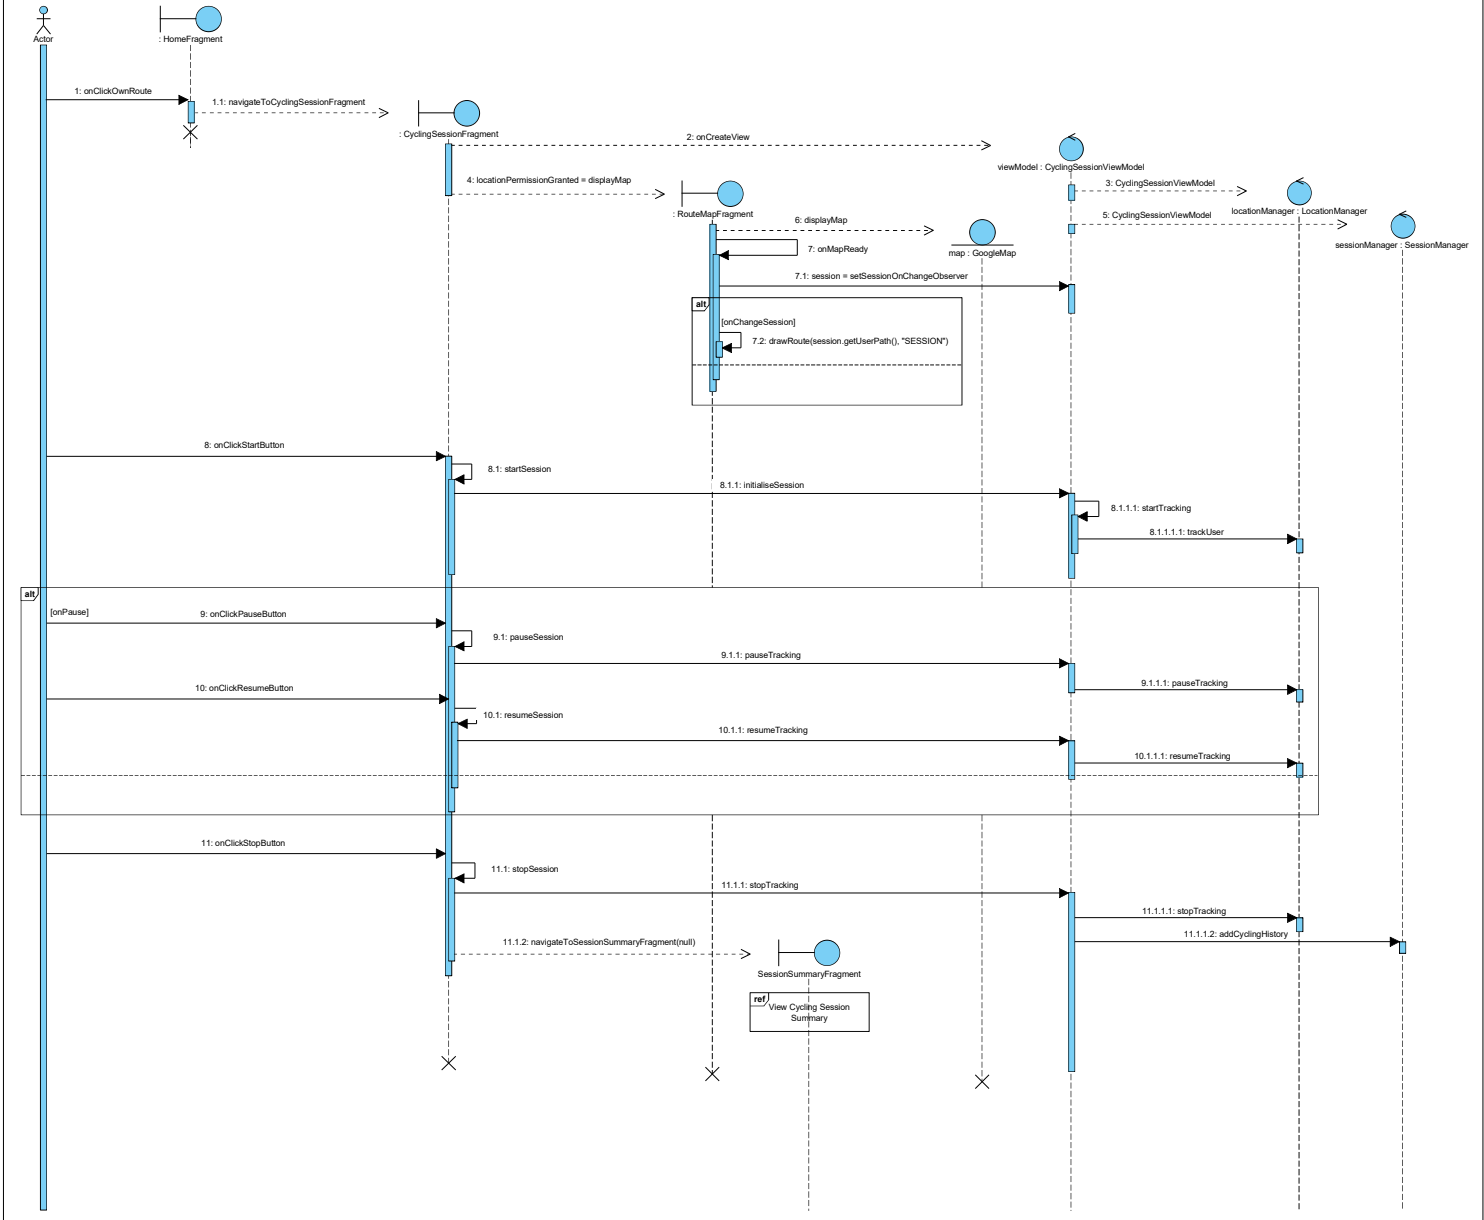 Actor
: HomeFragment
1: onClickOwnRoute
1.1: navigateToCyclingSessionFragment
: CyclingSessionFragment
2: onCreateView
viewModel : CyclingSessionViewModel
4: locationPermissionGranted = displayMap
3: CyclingSessionViewModel
: RouteMapFragment
locationManager : LocationManager
6: displayMap
5: CyclingSessionViewModel
sessionManager : SessionManager
7: onMapReady
map : GoogleMap
7.1: session = setSessionOnChangeObserver
alt
[onChangeSession]
7.2: drawRoute(session.getUserPath(), "SESSION")
8: onClickStartButton
8.1: startSession
8.1.1: initialiseSession
8.1.1.1: startTracking
8.1.1.1.1: trackUser
alt
[onPause]
9: onClickPauseButton
9.1: pauseSession
9.1.1: pauseTracking
9.1.1.1: pauseTracking
10: onClickResumeButton
10.1: resumeSession
10.1.1: resumeTracking
10.1.1.1: resumeTracking
11: onClickStopButton
11.1: stopSession
11.1.1: stopTracking
11.1.1.1: stopTracking
11.1.1.2: addCyclingHistory
11.1.2: navigateToSessionSummaryFragment(null)
SessionSummaryFragment
ref
View Cycling Session
Summary